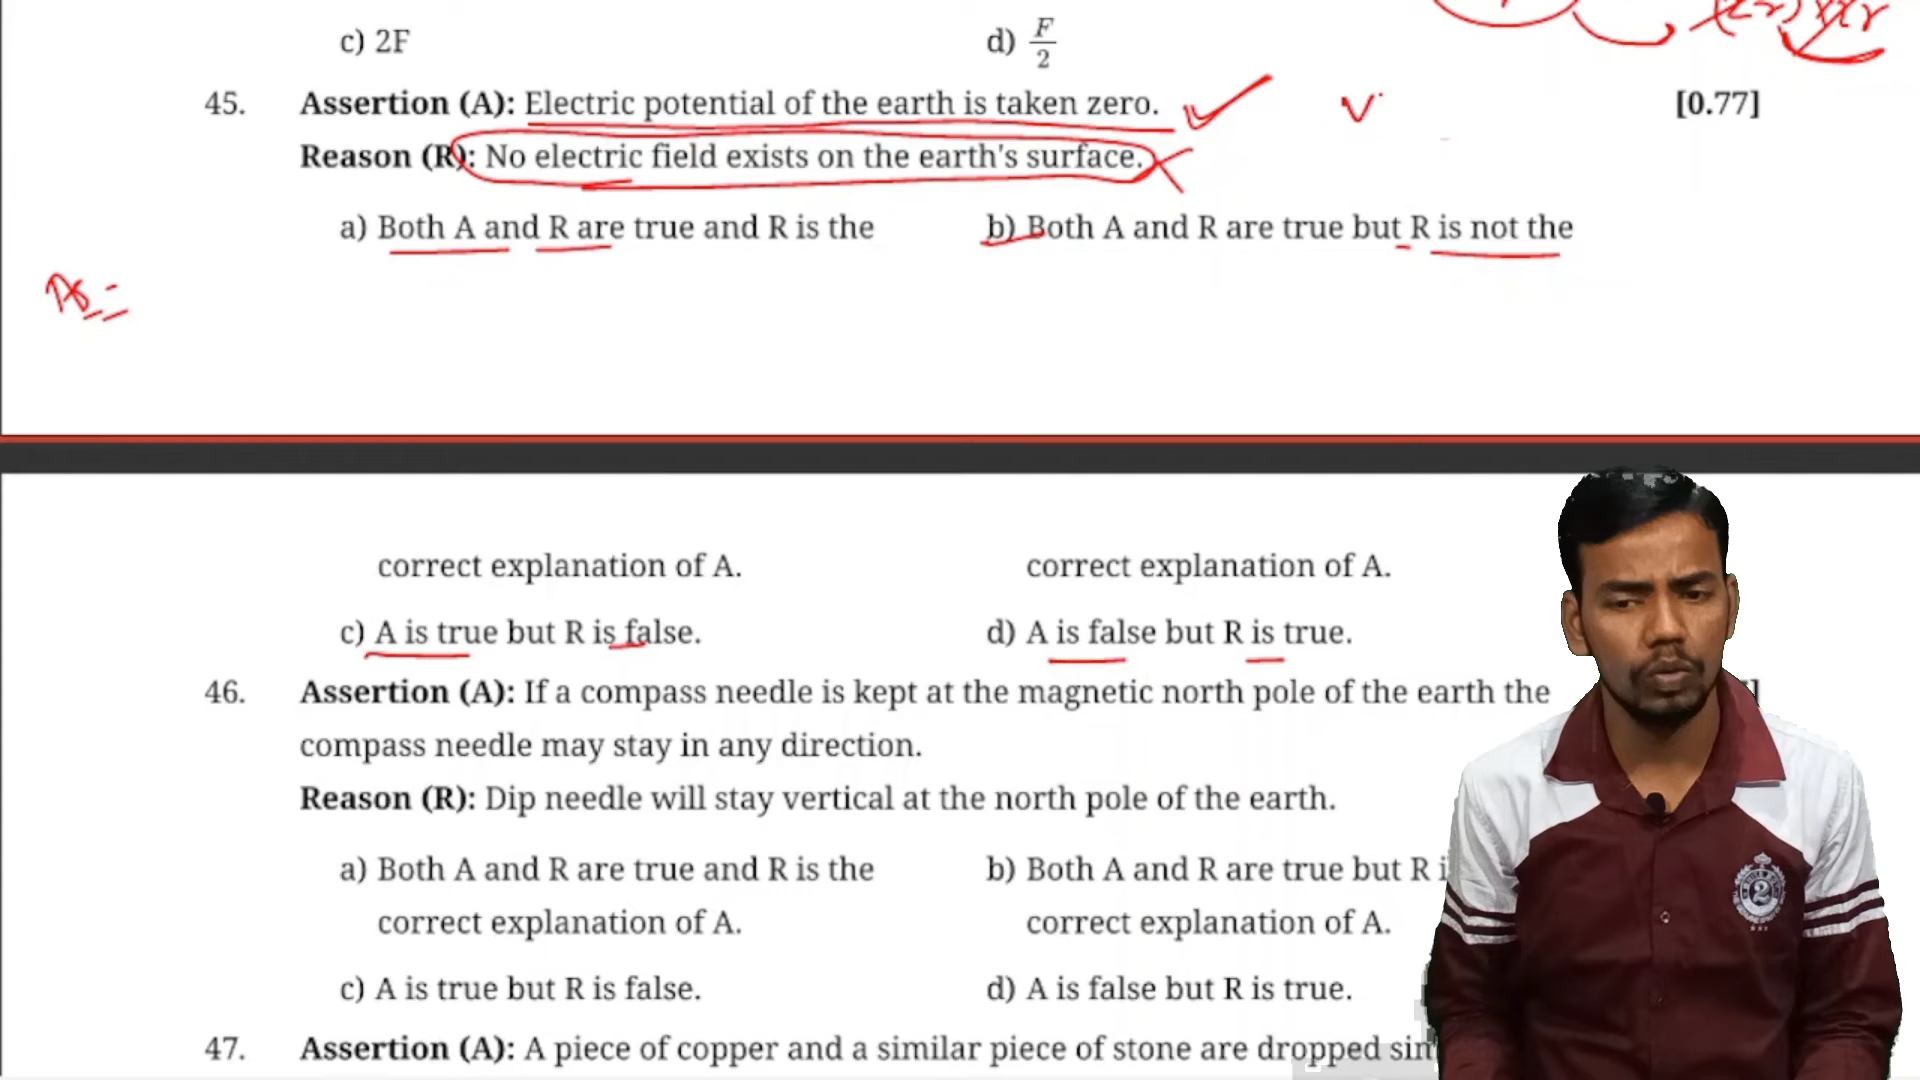 c) 2F d) F/2
45. Assertion (A): Electric potential of the earth is taken zero. [0.77]
Reason (R): No electric field exists on the earth's surface.
a) Both A and R are true and R is the b) Both A and R are true but R is not the
correct explanation of A. correct explanation of A.
c) A is true but R is false. d) A is false but R is true.
46. Assertion (A): If a compass needle is kept at the magnetic north pole of the earth the
compass needle may stay in any direction.
Reason (R): Dip needle will stay vertical at the north pole of the earth.
a) Both A and R are true and R is the b) Both A and R are true but R
correct explanation of A. correct explanation of A.
c) A is true but R is false. d) A is false but R is true.
47. Assertion (A): A piece of copper and a similar piece of stone are dropped